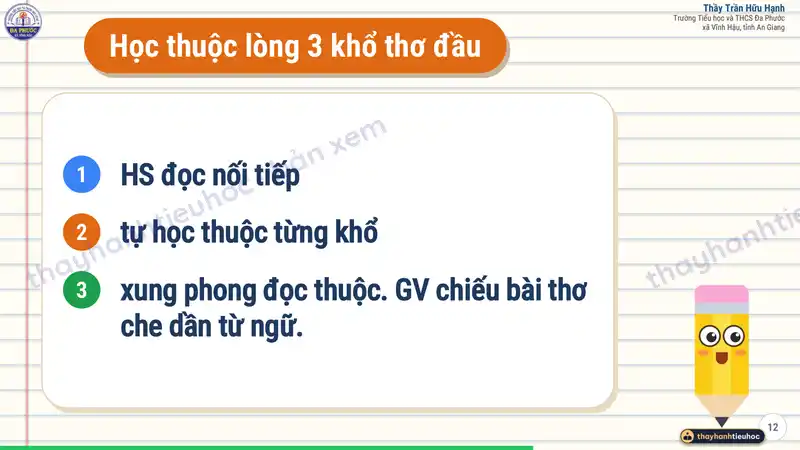 Thầy Trần Hữu Hạnh
Trường Tiểu học và THCS Đa Phước
xã Vĩnh Hậu, tỉnh An Giang
ĐA PHƯỚC
Học thuộc lòng 3 khổ thơ đầu
1 HS đọc nối tiếp
2 tự học thuộc từng khổ
3 xung phong đọc thuộc. GV chiếu bài thơ
che dần từ ngữ.
12
thayhanhtieuhoc